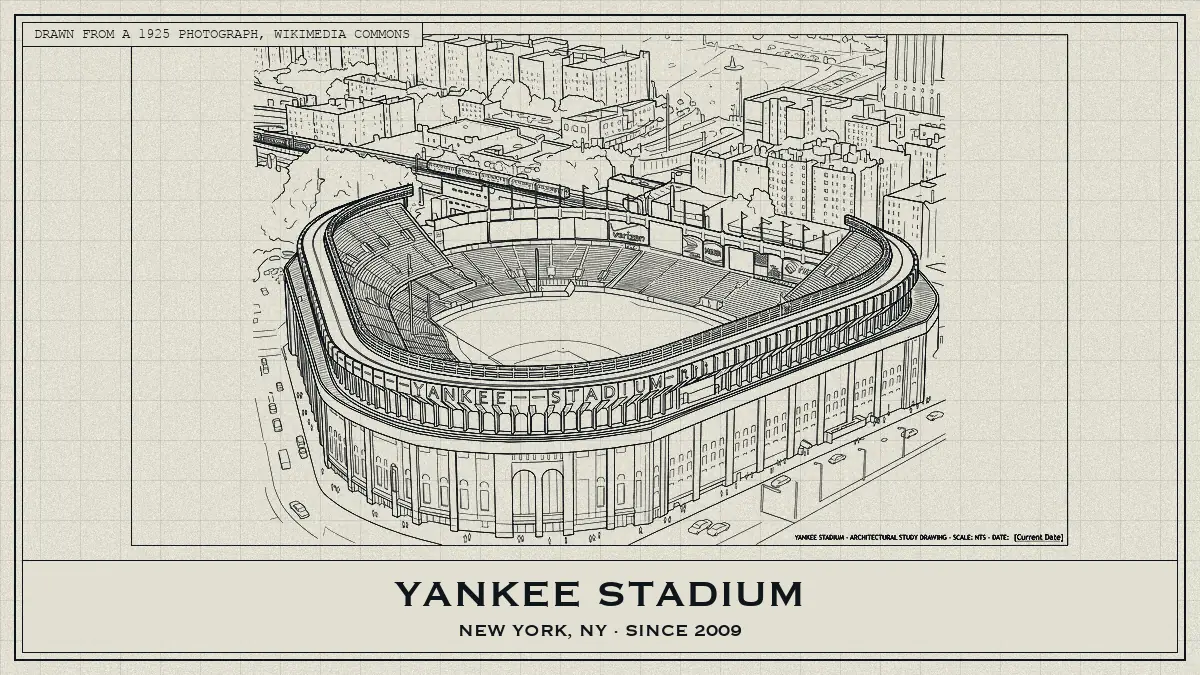 DRAWN FROM A 1925 PHOTOGRAPH, WIKIMEDIA COMMONS
verizon
YANKEE STADIUM
YANKEE STADIUM - ARCHITECTURAL STUDY DRAWING - SCALE: NTS - DATE: [Current Date]
YANKEE STADIUM
NEW YORK, NY · SINCE 2009